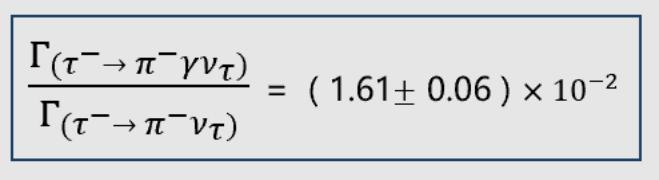 Γ(τ⁻→ π⁻γν_τ)
Γ(τ⁻→ π⁻ν_τ)
= ( 1.61± 0.06 ) × 10⁻²